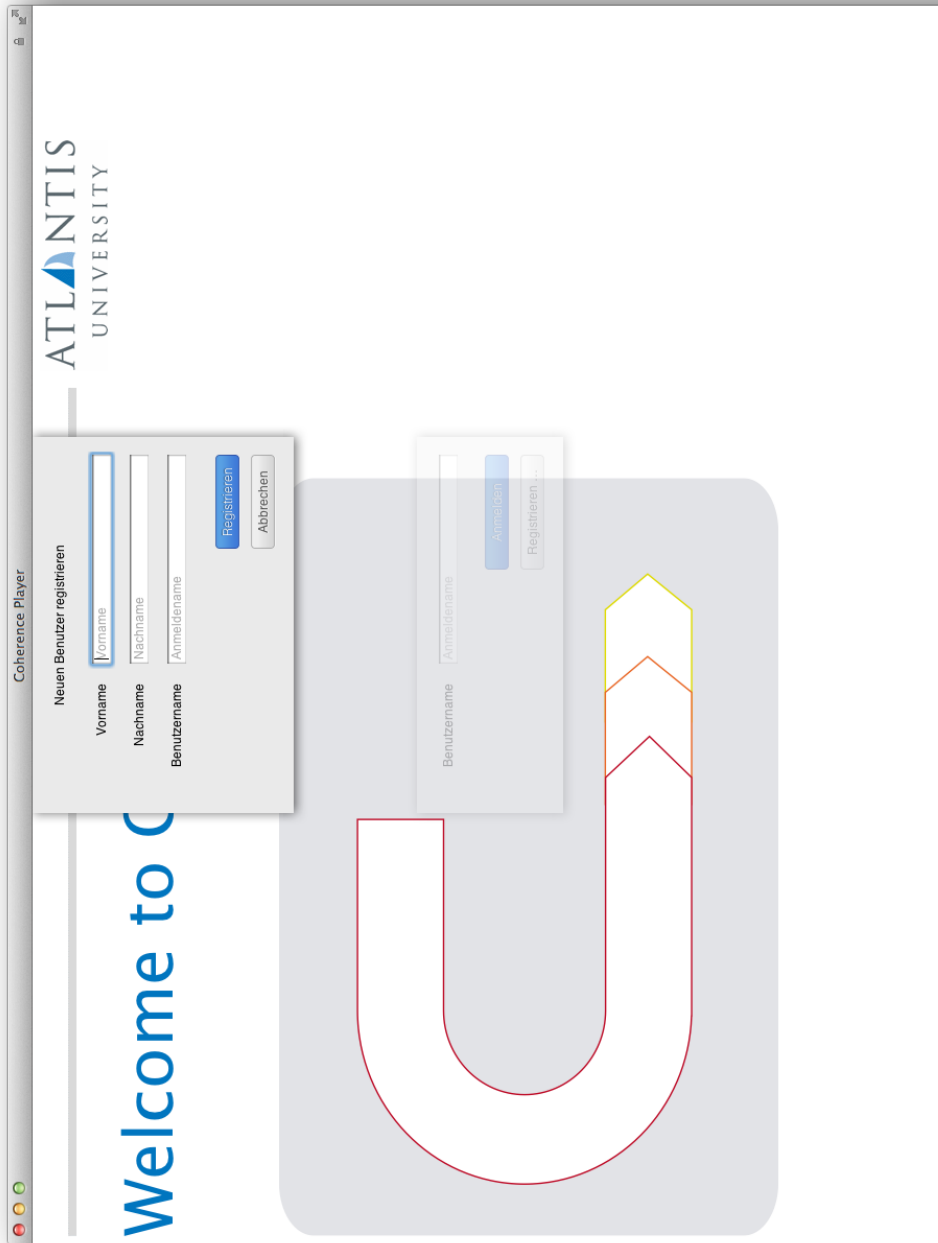 Coherence Player
ATLANTIS
UNIVERSITY
Neuen Benutzer registrieren
Vorname Vorname
Nachname Nachname
Benutzername Anmeldename
Registrieren
Abbrechen
Welcome to
Benutzername Anmeldename
Anmelden
Registrieren ...